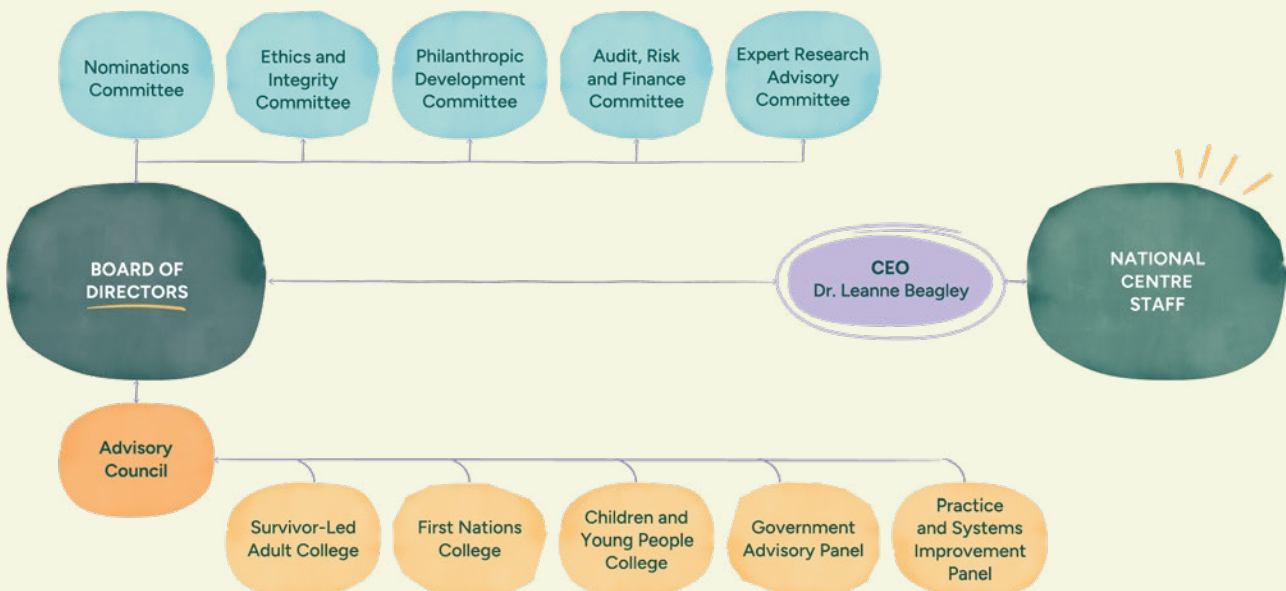 Nominations
Committee
Ethics and
Integrity
Committee
Philanthropic
Development
Committee
Audit, Risk
and Finance
Committee
Expert Research
Advisory
Committee
BOARD OF
DIRECTORS
CEO
Dr. Leanne Beagley
NATIONAL
CENTRE
STAFF
Advisory
Council
Survivor-Led
Adult College
First Nations
College
Children and
Young People
College
Government
Advisory Panel
Practice
and Systems
Improvement
Panel